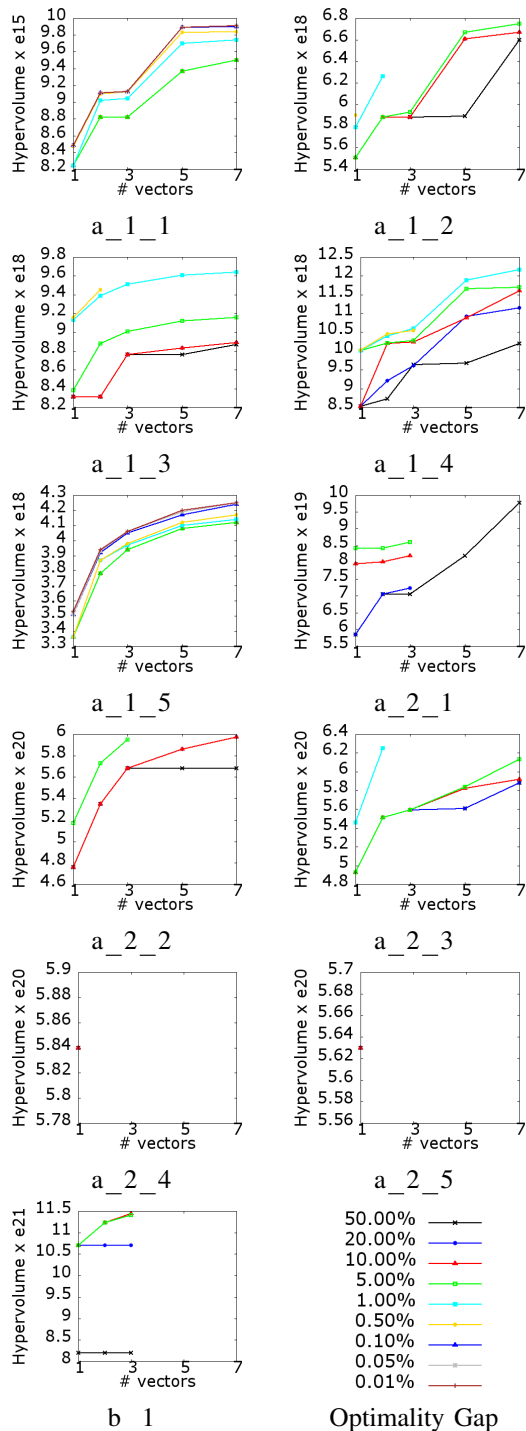 Hypervolume x e15
10
9.8
9.6
9.4
9.2
9
8.8
8.6
8.4
8.2
1 3 5 7
# vectors
a_1_1
Hypervolume x e18
6.8
6.6
6.4
6.2
6
5.8
5.6
5.4
1 3 5 7
# vectors
a_1_2
Hypervolume x e18
9.8
9.6
9.4
9.2
9
8.8
8.6
8.4
8.2
1 3 5 7
# vectors
a_1_3
Hypervolume x e18
12.5
12
11.5
11
10.5
10
9.5
9
8.5
1 3 5 7
# vectors
a_1_4
Hypervolume x e18
4.3
4.2
4.1
4
3.9
3.8
3.7
3.6
3.5
3.4
3.3
1 3 5 7
# vectors
a_1_5
Hypervolume x e19
10
9.5
9
8.5
8
7.5
7
6.5
6
5.5
1 3 5 7
# vectors
a_2_1
Hypervolume x e20
6
5.8
5.6
5.4
5.2
5
4.8
4.6
1 3 5 7
# vectors
a_2_2
Hypervolume x e20
6.4
6.2
6
5.8
5.6
5.4
5.2
5
4.8
1 3 5 7
# vectors
a_2_3
Hypervolume x e20
5.9
5.88
5.86
5.84
5.82
5.8
5.78
1 3 5 7
# vectors
a_2_4
Hypervolume x e20
5.7
5.68
5.66
5.64
5.62
5.6
5.58
5.56
1 3 5 7
# vectors
a_2_5
Hypervolume x e21
11.5
11
10.5
10
9.5
9
8.5
8
1 3 5 7
# vectors
b 1
50.00%
20.00%
10.00%
5.00%
1.00%
0.50%
0.10%
0.05%
0.01%
Optimality Gap